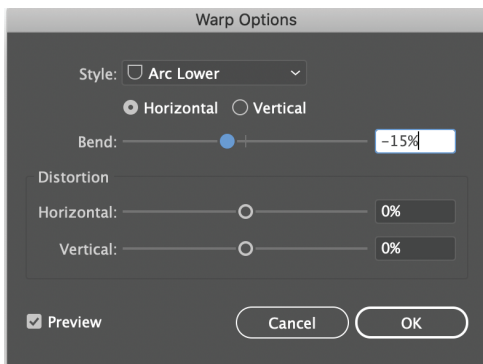 Warp Options
Style: Arc Lower
Horizontal Vertical
Bend: -15%
Distortion
Horizontal: 0%
Vertical: 0%
Preview Cancel OK